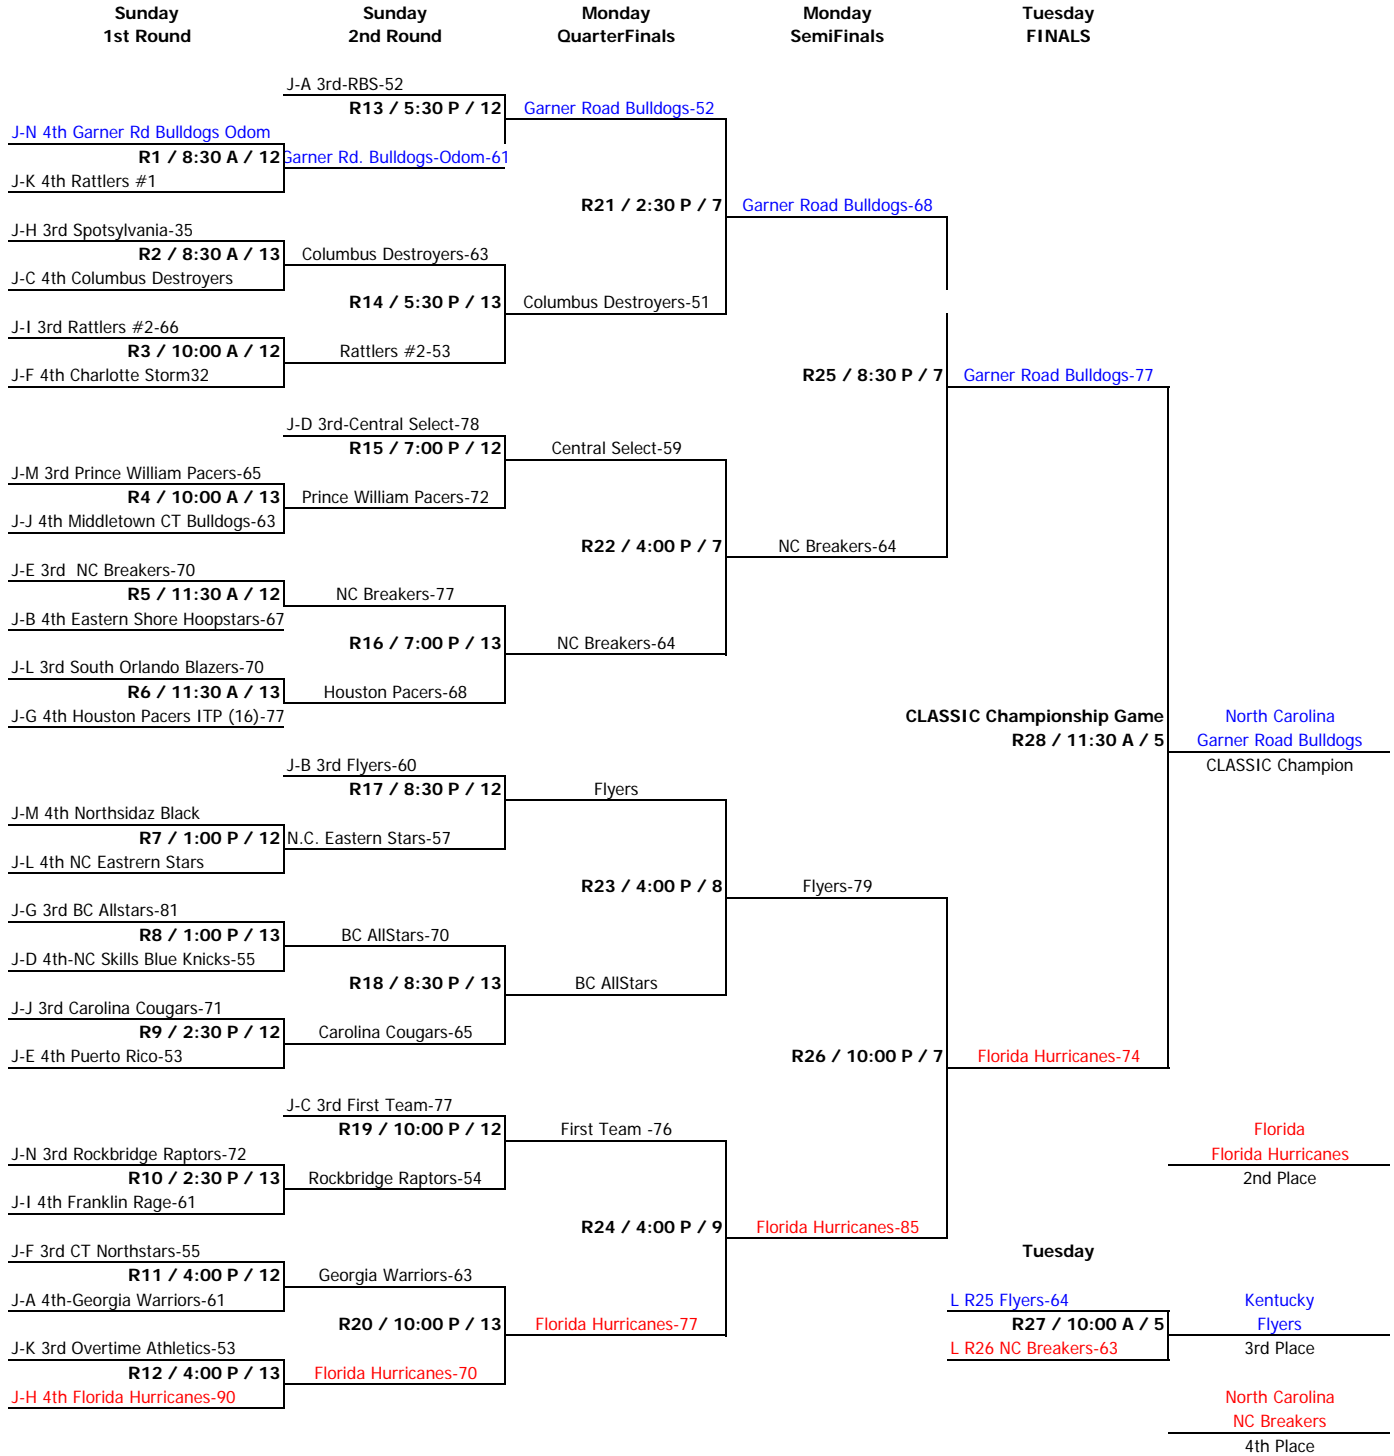 Sunday
1st Round
Sunday
2nd Round
Monday
QuarterFinals
Monday
SemiFinals
Tuesday
FINALS
J-A 3rd-RBS-52
R13 / 5:30 P / 12
Garner Road Bulldogs-52
J-N 4th Garner Rd Bulldogs Odom
R1 / 8:30 A / 12
Garner Rd. Bulldogs-Odom-61
J-K 4th Rattlers #1
R21 / 2:30 P / 7
Garner Road Bulldogs-68
J-H 3rd Spotsylvania-35
R2 / 8:30 A / 13
Columbus Destroyers-63
J-C 4th Columbus Destroyers
R14 / 5:30 P / 13
Columbus Destroyers-51
J-I 3rd Rattlers #2-66
R3 / 10:00 A / 12
Rattlers #2-53
J-F 4th Charlotte Storm32
R25 / 8:30 P / 7
Garner Road Bulldogs-77
J-D 3rd-Central Select-78
R15 / 7:00 P / 12
Central Select-59
J-M 3rd Prince William Pacers-65
R4 / 10:00 A / 13
Prince William Pacers-72
J-J 4th Middletown CT Bulldogs-63
R22 / 4:00 P / 7
NC Breakers-64
J-E 3rd  NC Breakers-70
R5 / 11:30 A / 12
NC Breakers-77
J-B 4th Eastern Shore Hoopstars-67
R16 / 7:00 P / 13
NC Breakers-64
J-L 3rd South Orlando Blazers-70
R6 / 11:30 A / 13
Houston Pacers-68
J-G 4th Houston Pacers ITP (16)-77
CLASSIC Championship Game
North Carolina
R28 / 11:30 A / 5
Garner Road Bulldogs
CLASSIC Champion
J-B 3rd Flyers-60
R17 / 8:30 P / 12
Flyers
J-M 4th Northsidaz Black
R7 / 1:00 P / 12
N.C. Eastern Stars-57
J-L 4th NC Eastrern Stars
R23 / 4:00 P / 8
Flyers-79
J-G 3rd BC Allstars-81
R8 / 1:00 P / 13
BC AllStars-70
J-D 4th-NC Skills Blue Knicks-55
R18 / 8:30 P / 13
BC AllStars
J-J 3rd Carolina Cougars-71
R9 / 2:30 P / 12
Carolina Cougars-65
J-E 4th Puerto Rico-53
R26 / 10:00 P / 7
Florida Hurricanes-74
J-C 3rd First Team-77
R19 / 10:00 P / 12
First Team -76
Florida
J-N 3rd Rockbridge Raptors-72
Florida Hurricanes
R10 / 2:30 P / 13
Rockbridge Raptors-54
2nd Place
J-I 4th Franklin Rage-61
R24 / 4:00 P / 9
Florida Hurricanes-85
J-F 3rd CT Northstars-55
Tuesday
R11 / 4:00 P / 12
Georgia Warriors-63
J-A 4th-Georgia Warriors-61
L R25 Flyers-64
Kentucky
R20 / 10:00 P / 13
Florida Hurricanes-77
R27 / 10:00 A / 5
Flyers
J-K 3rd Overtime Athletics-53
L R26 NC Breakers-63
3rd Place
R12 / 4:00 P / 13
Florida Hurricanes-70
J-H 4th Florida Hurricanes-90
North Carolina
NC Breakers
4th Place